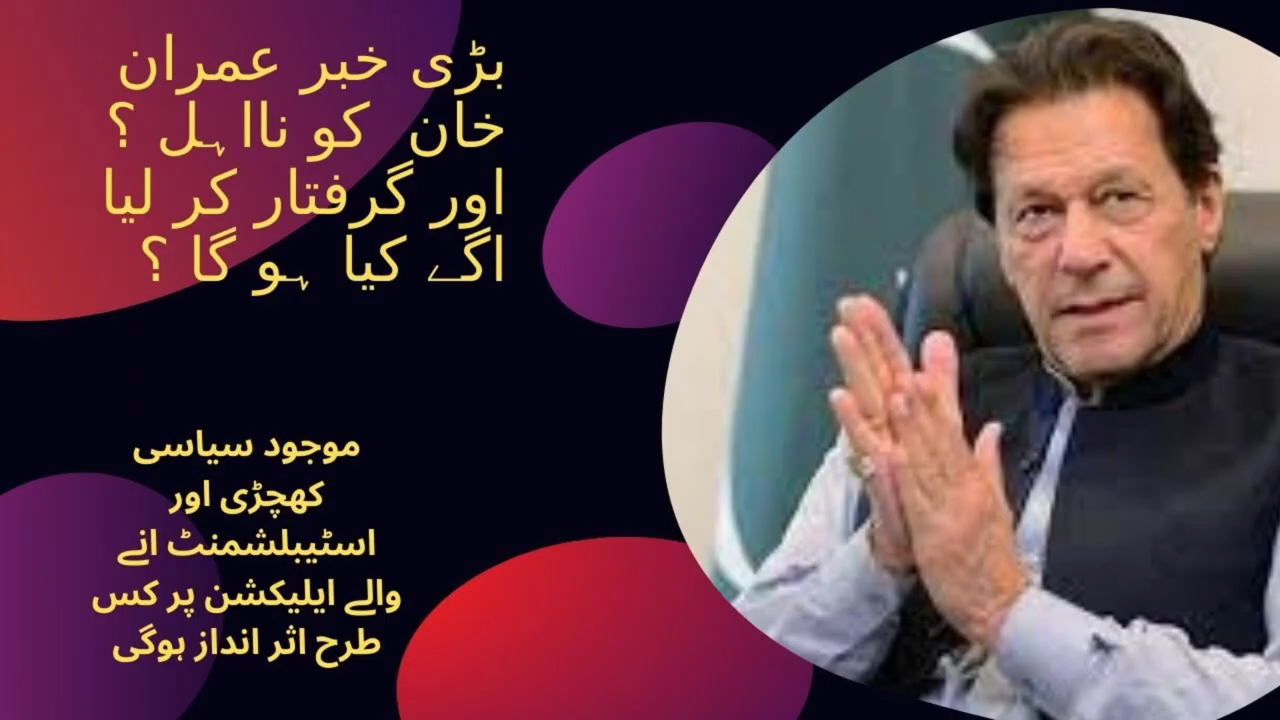 بڑی خبر عمران
خان کو نااہل ؟
اور گرفتار کر لیا
اگے کیا ہو گا ؟
موجود سیاسی
کھچڑی اور
اسٹیبلشمنٹ انے
والے ایلیکشن پر کس
طرح اثر انداز ہوگی